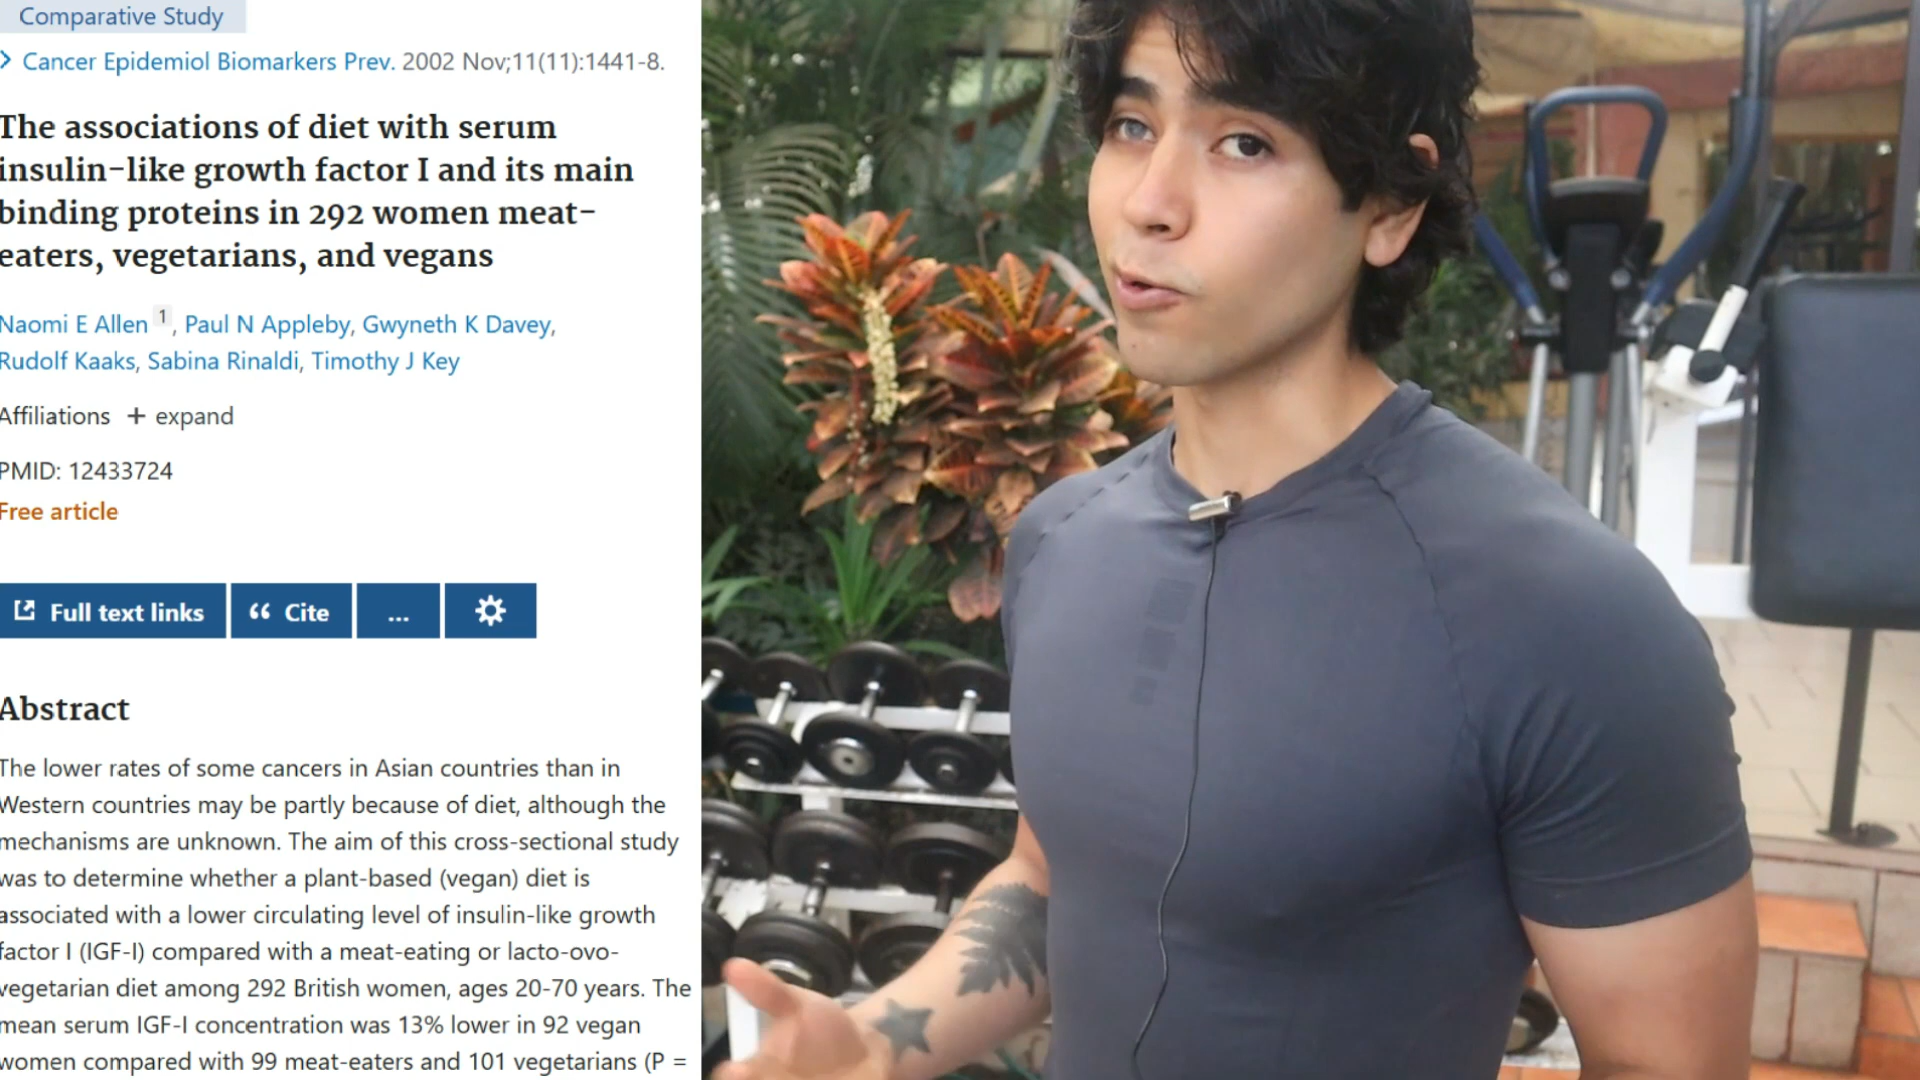 Comparative Study
> Cancer Epidemiol Biomarkers Prev. 2002 Nov;11(11):1441-8.
The associations of diet with serum
insulin-like growth factor I and its main
binding proteins in 292 women meat-
eaters, vegetarians, and vegans
Naomi E Allen 1, Paul N Appleby, Gwyneth K Davey,
Rudolf Kaaks, Sabina Rinaldi, Timothy J Key
Affiliations + expand
PMID: 12433724
Free article
Full text links
Cite
...
Abstract
The lower rates of some cancers in Asian countries than in
Western countries may be partly because of diet, although the
mechanisms are unknown. The aim of this cross-sectional study
was to determine whether a plant-based (vegan) diet is
associated with a lower circulating level of insulin-like growth
factor I (IGF-I) compared with a meat-eating or lacto-ovo-
vegetarian diet among 292 British women, ages 20-70 years. The
mean serum IGF-I concentration was 13% lower in 92 vegan
women compared with 99 meat-eaters and 101 vegetarians (P =